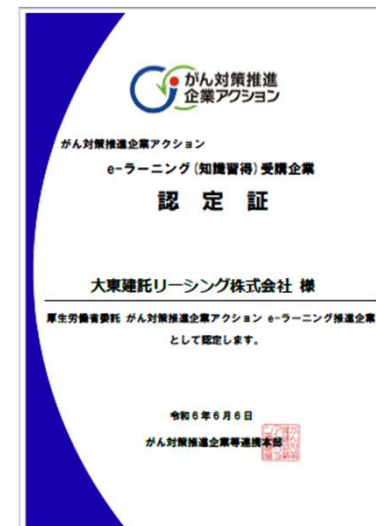 がん対策推進
企業アクション
がん対策推進企業アクション
e-ラーニング(知識習得)受講企業
認定証
大東建託リーシング株式会社 様
厚生労働省委託 がん対策推進企業アクション e-ラーニング推進企業
として認定します。
令和6年6月6日
がん対策推進企業等連携本部